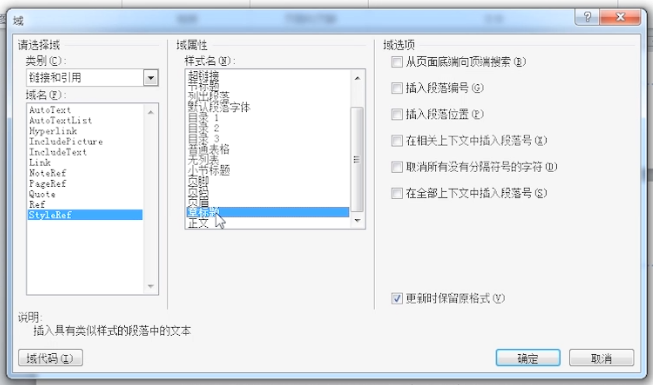 域
请选择域
类别(C):
链接和引用
域名(F):
AutoText
AutoTextList
Hyperlink
IncludePicture
IncludeText
Link
NoteRef
PageRef
Quote
Ref
StyleRef
域属性
样式名(N):
超链接
节标题
列出段落
默认段落字体
目录 1
目录 2
目录 3
普通表格
无列表
小节标题
页脚
页码
页眉
章标题
正文
域选项
从页面底端向顶端搜索(B)
插入段落编号(G)
插入段落位置(P)
在相关上下文中插入段落号(R)
取消所有没有分隔符号的字符(D)
在全部上下文中插入段落号(S)
更新时保留原格式(V)
说明:
插入具有类似样式的段落中的文本
域代码(I)
确定
取消